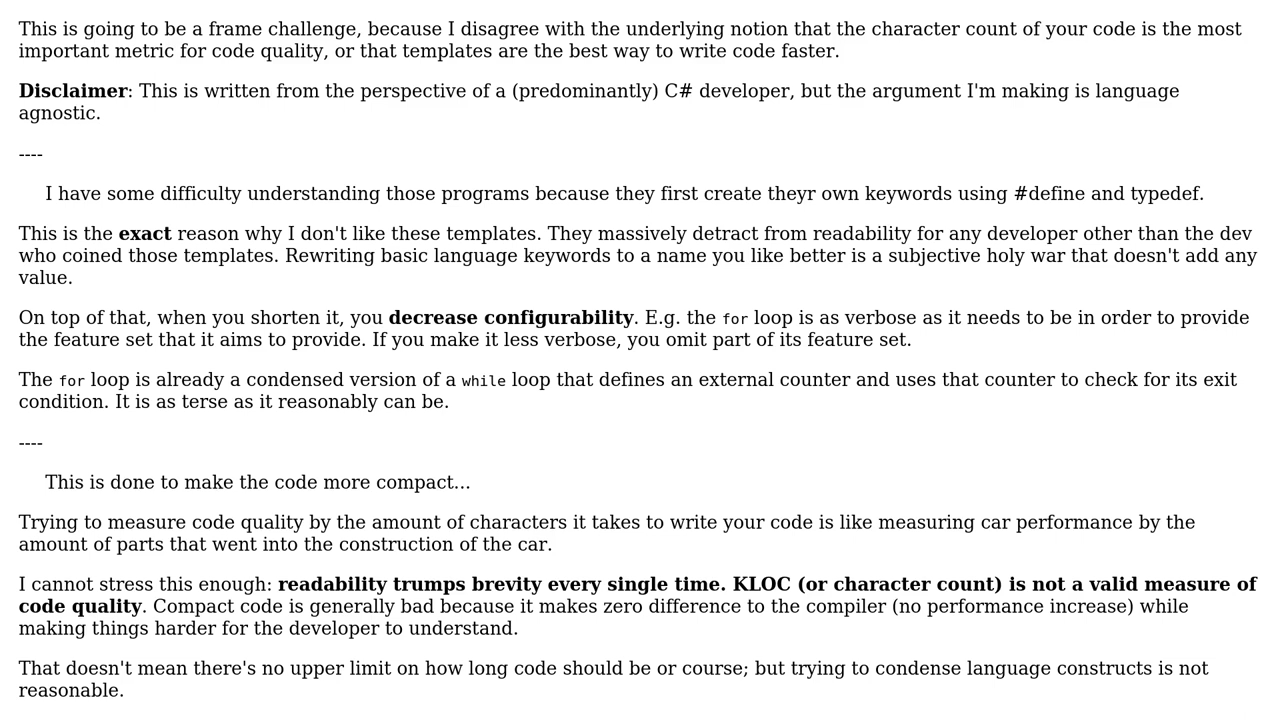 This is going to be a frame challenge, because I disagree with the underlying notion that the character count of your code is the most
important metric for code quality, or that templates are the best way to write code faster.
Disclaimer: This is written from the perspective of a (predominantly) C# developer, but the argument I'm making is language
agnostic.
----
I have some difficulty understanding those programs because they first create theyr own keywords using #define and typedef.
This is the exact reason why I don't like these templates. They massively detract from readability for any developer other than the dev
who coined those templates. Rewriting basic language keywords to a name you like better is a subjective holy war that doesn't add any
value.
On top of that, when you shorten it, you decrease configurability. E.g. the for loop is as verbose as it needs to be in order to provide
the feature set that it aims to provide. If you make it less verbose, you omit part of its feature set.
The for loop is already a condensed version of a while loop that defines an external counter and uses that counter to check for its exit
condition. It is as terse as it reasonably can be.
----
This is done to make the code more compact...
Trying to measure code quality by the amount of characters it takes to write your code is like measuring car performance by the
amount of parts that went into the construction of the car.
I cannot stress this enough: readability trumps brevity every single time. KLOC (or character count) is not a valid measure of
code quality. Compact code is generally bad because it makes zero difference to the compiler (no performance increase) while
making things harder for the developer to understand.
That doesn't mean there's no upper limit on how long code should be or course; but trying to condense language constructs is not
reasonable.